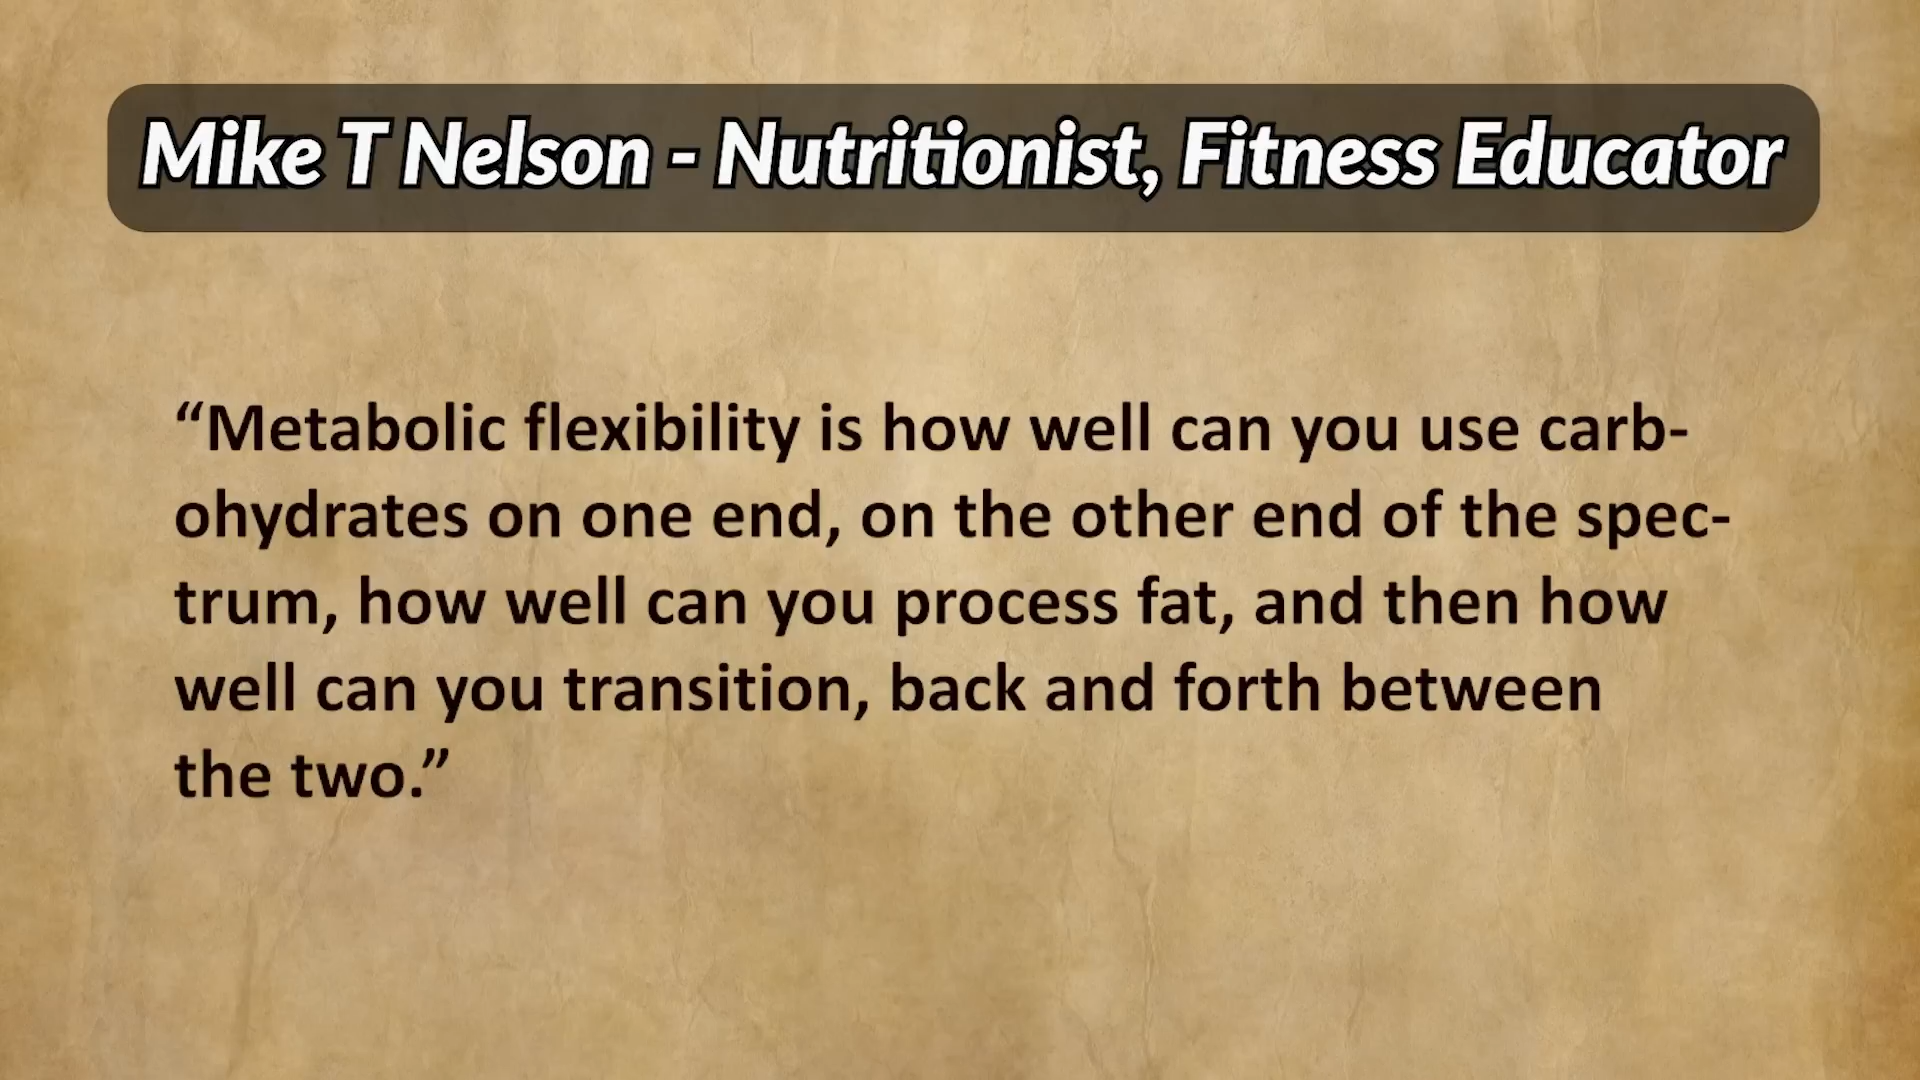 Mike T Nelson - Nutritionist, Fitness Educator
“Metabolic flexibility is how well can you use carb-
ohydrates on one end, on the other end of the spec-
trum, how well can you process fat, and then how
well can you transition, back and forth between
the two.”